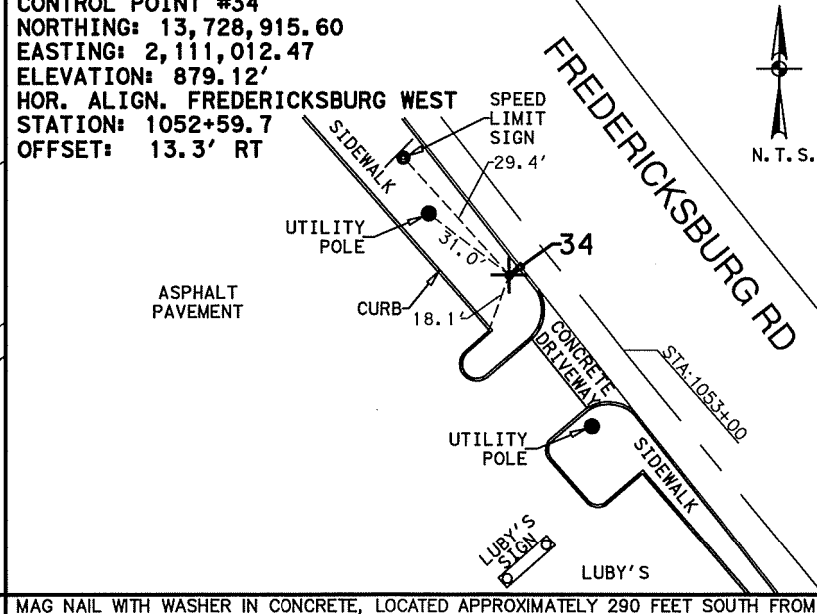 CONTROL POINT #34
NORTHING: 13,728,915.60
EASTING: 2,111,012.47
ELEVATION: 879.12'
HOR. ALIGN. FREDERICKSBURG WEST
STATION: 1052+59.7
OFFSET: 13.3' RT
SPEED
LIMIT
SIGN
SIDEWALK
29.4'
FREDERICKSBURG RD
N.T.S.
UTILITY
POLE
31.0'
34
ASPHALT
PAVEMENT
CURB
18.1'
CONCRETE
DRIVEWAY
STA:1053+00
UTILITY
POLE
SIDEWALK
LUBY'S
SIGN
LUBY'S
MAG NAIL WITH WASHER IN CONCRETE, LOCATED APPROXIMATELY 290 FEET SOUTH FROM